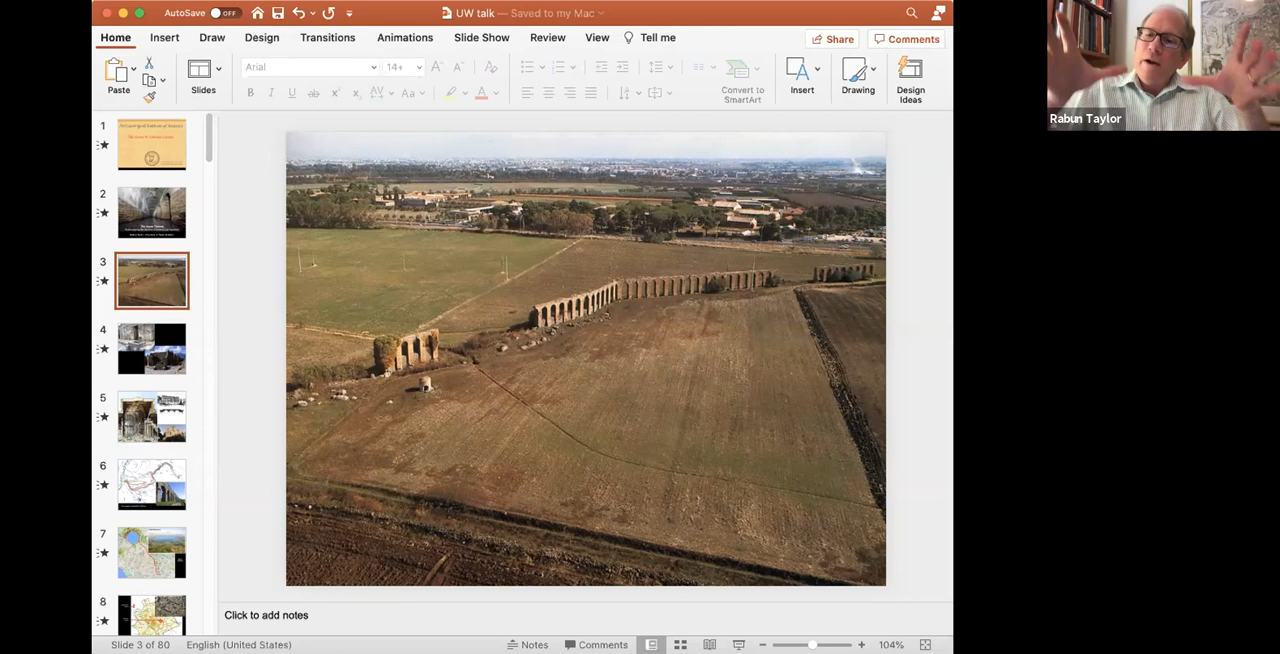 AutoSave OFF
UW talk — Saved to my Mac
Home Insert Draw Design Transitions Animations Slide Show Review View Tell me
Share Comments
Paste
Slides
Arial 14+
B I U ab x x AV Aa A
Convert to
SmartArt
Insert
Drawing
Design
Ideas
Rabun Taylor
1
2
3
4
5
6
7
8
Click to add notes
Slide 3 of 80 English (United States) Notes Comments 104%